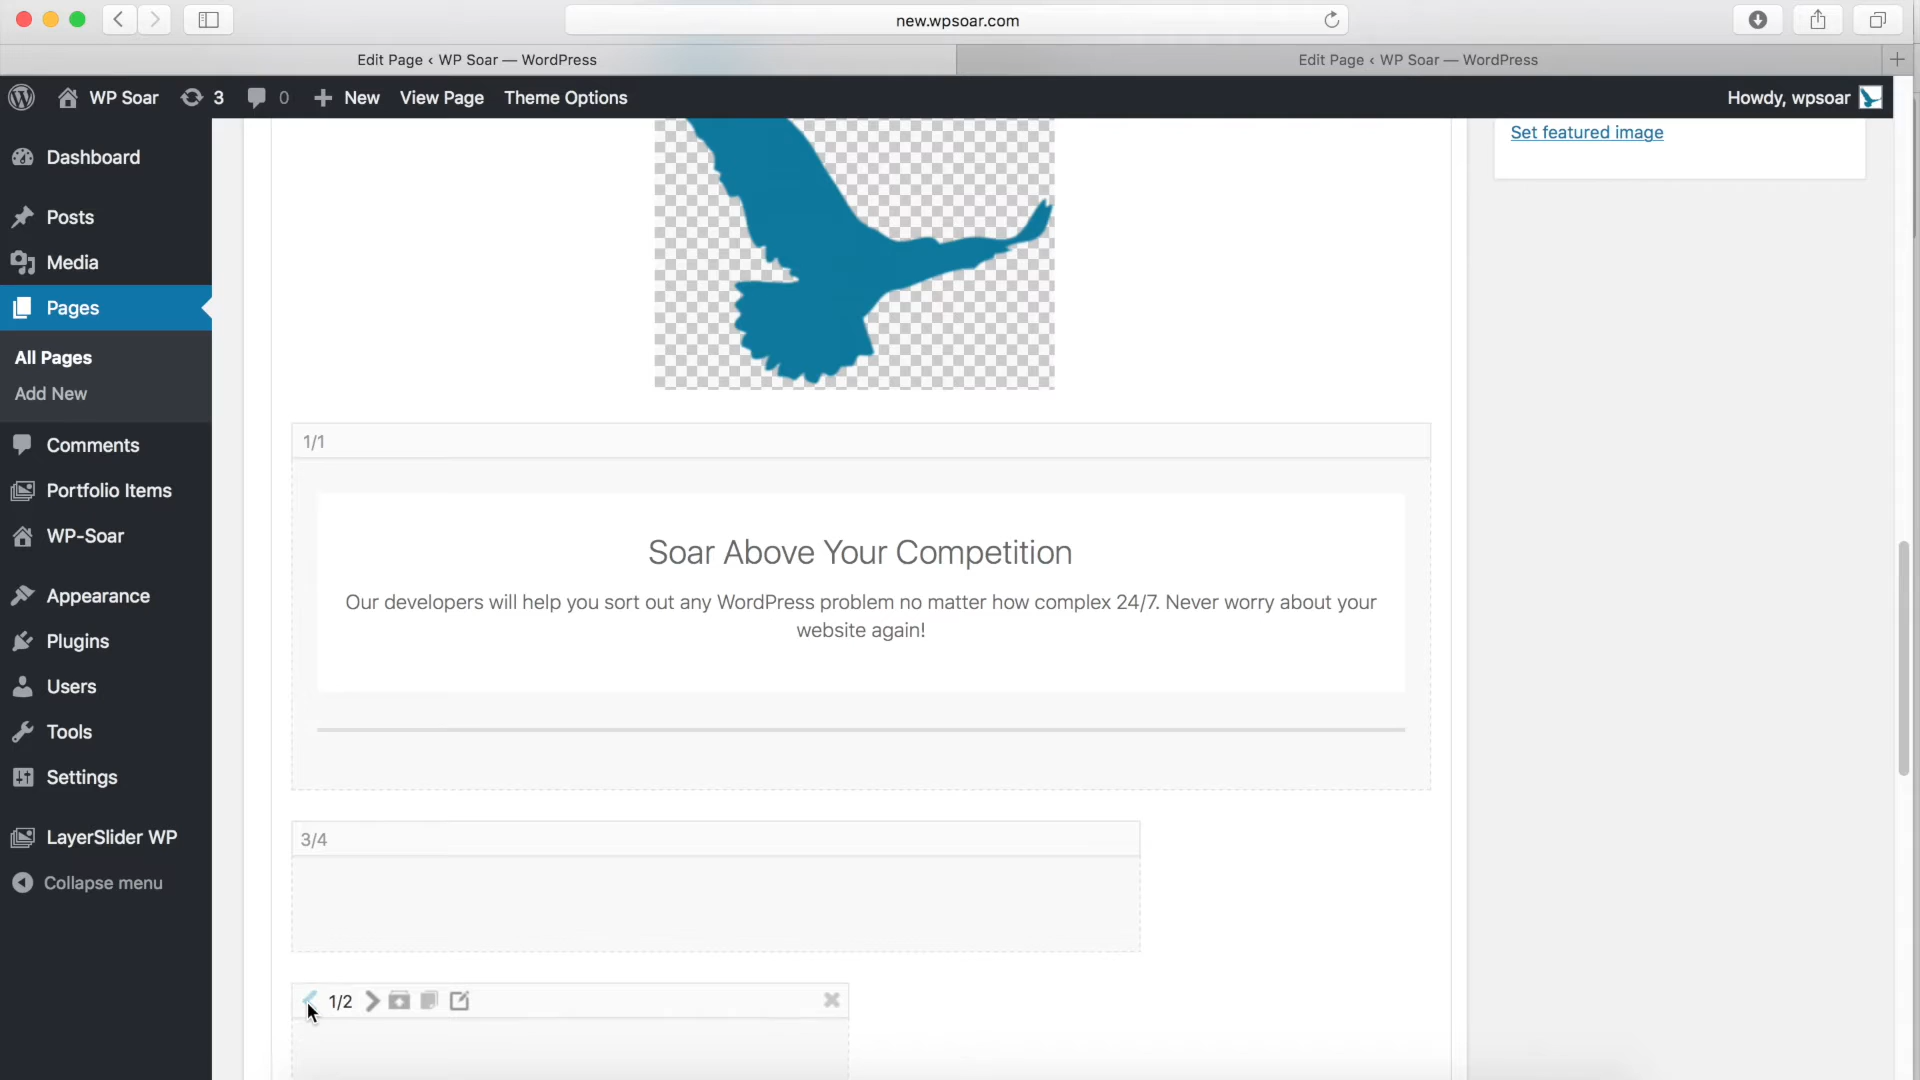 new.wpsoar.com
Edit Page ‹ WP Soar — WordPress
Edit Page ‹ WP Soar — WordPress
WP Soar
3
0
New
View Page
Theme Options
Howdy, wpsoar
Dashboard
Posts
Media
Pages
All Pages
Add New
Comments
Portfolio Items
WP-Soar
Appearance
Plugins
Users
Tools
Settings
LayerSlider WP
Collapse menu
Set featured image
1/1
Soar Above Your Competition
Our developers will help you sort out any WordPress problem no matter how complex 24/7. Never worry about your
website again!
3/4
1/2